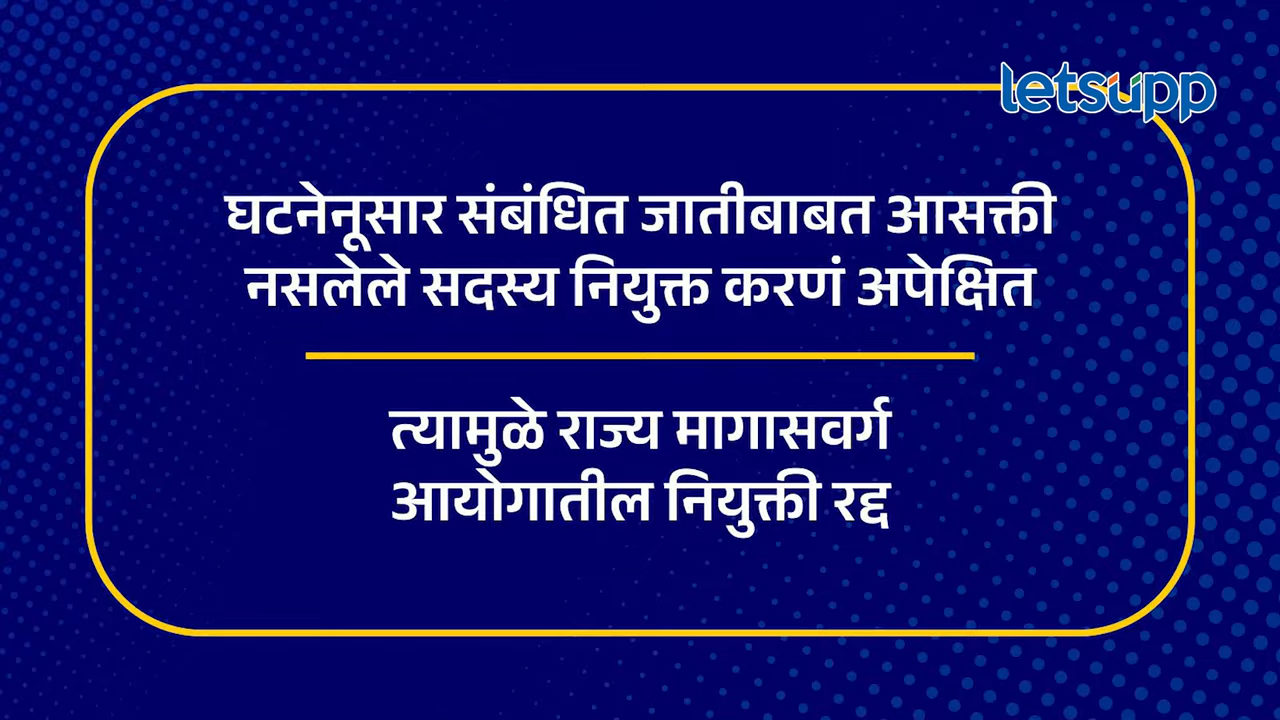 letsupp
घटनेनूसार संबंधित जातीबाबत आसक्ती
नसलेले सदस्य नियुक्त करणं अपेक्षित
त्यामुळे राज्य मागासवर्ग
आयोगातील नियुक्ती रद्द